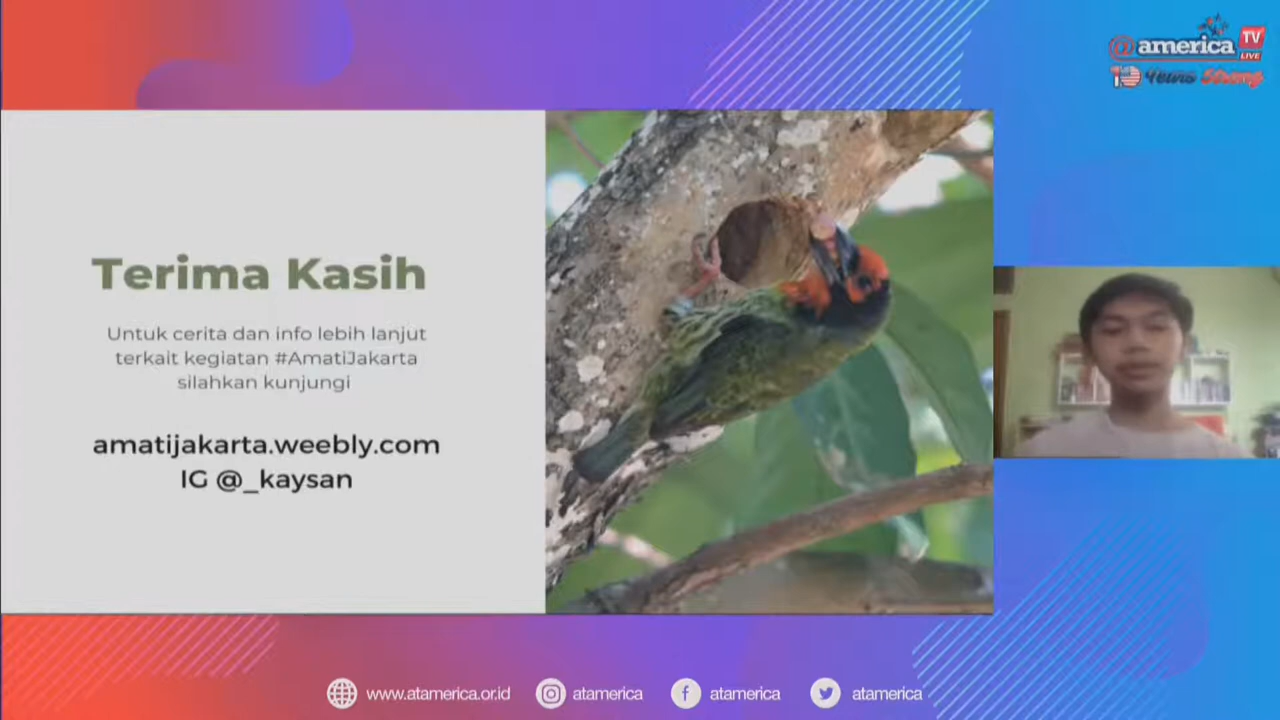 @america TV
LIVE
10 Years Strong
Terima Kasih
Untuk cerita dan info lebih lanjut
terkait kegiatan #AmatiJakarta
silahkan kunjungi
amatijakarta.weebly.com
IG @_kaysan
www.atamerica.or.id atamerica atamerica atamerica